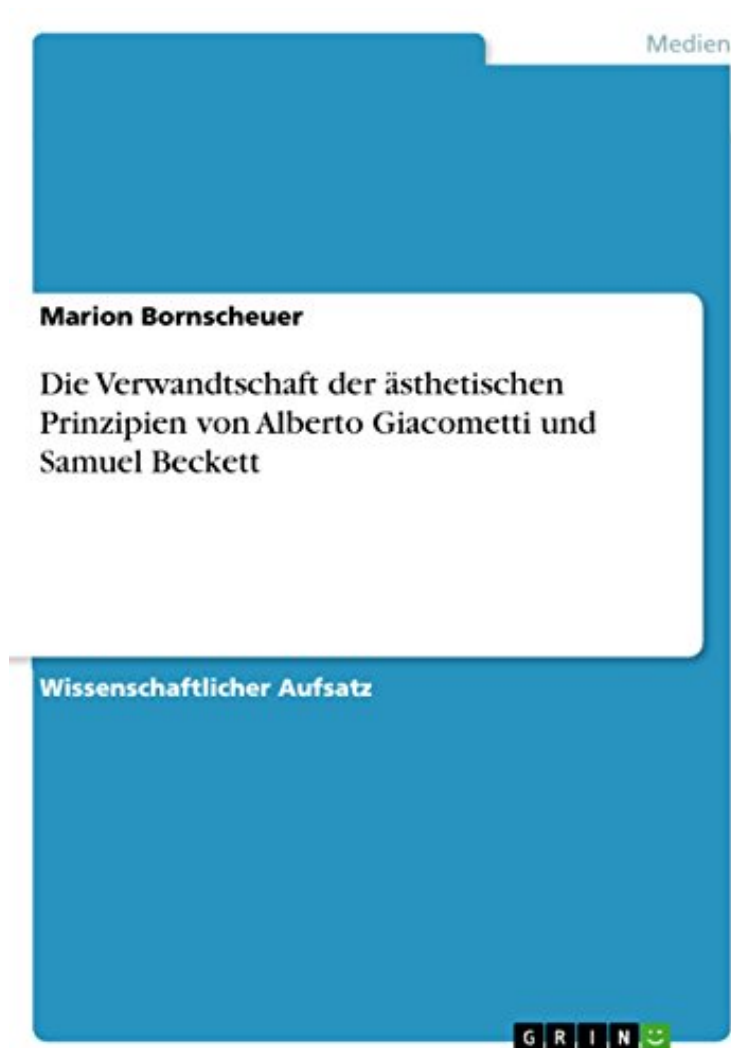 Medien
Marion Bornscheuer
Die Verwandtschaft der ästhetischen
Prinzipien von Alberto Giacometti und
Samuel Beckett
Wissenschaftlicher Aufsatz
GRIN